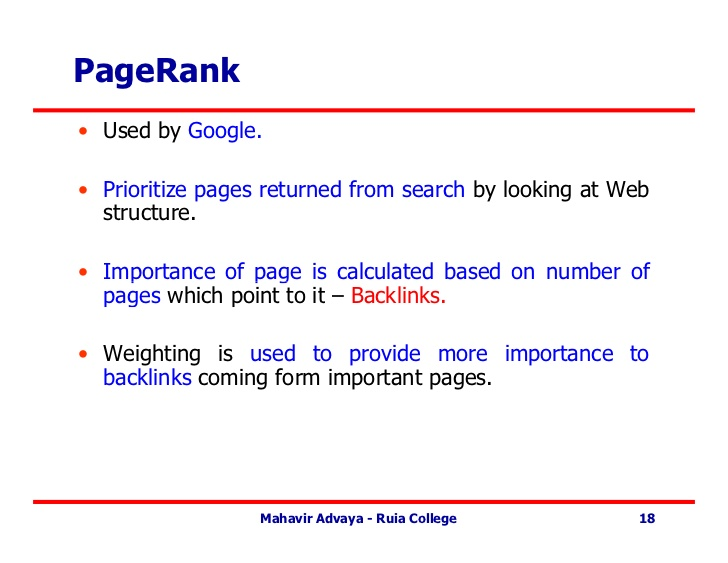 PageRank
• Used by Google.
• Prioritize pages returned from search by looking at Web
structure.
• Importance of page is calculated based on number of
pages which point to it – Backlinks.
• Weighting is used to provide more importance to
backlinks coming form important pages.
Mahavir Advaya - Ruia College 18